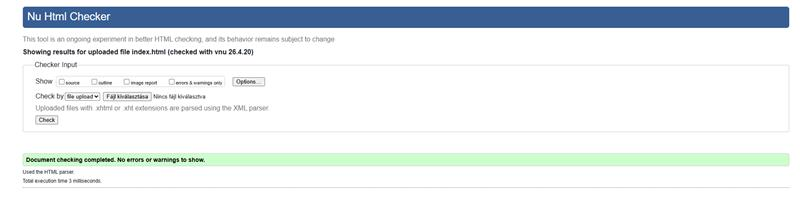 Nu Html Checker
This tool is an ongoing experiment in better HTML checking, and its behavior remains subject to change
Showing results for uploaded file index.html (checked with vnu 26.4.20)
Checker Input
Show source outline image report errors & warnings only Options...
Check by file upload Fájl kiválasztása Nincs fájl kiválasztva
Uploaded files with .xhtml or .xht extensions are parsed using the XML parser.
Check
Document checking completed. No errors or warnings to show.
Used the HTML parser.
Total execution time 3 milliseconds.